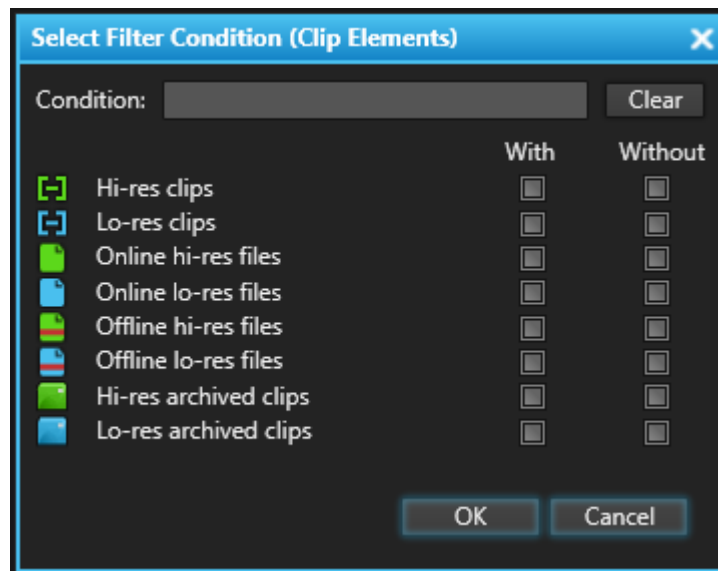 Select Filter Condition (Clip Elements)
Condition: Clear
With Without
Hi-res clips
Lo-res clips
Online hi-res files
Online lo-res files
Offline hi-res files
Offline lo-res files
Hi-res archived clips
Lo-res archived clips
OK Cancel